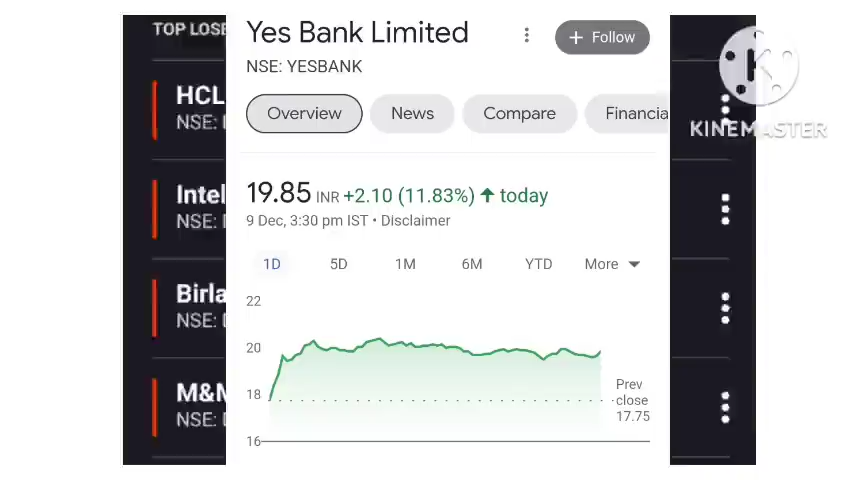 TOP LOSE
HCL
NSE:
Intel
NSE:
Birla
NSE:
M&M
NSE:
Yes Bank Limited
+ Follow
NSE: YESBANK
Overview
News
Compare
Financia
19.85 INR +2.10 (11.83%) ↑ today
9 Dec, 3:30 pm IST • Disclaimer
1D 5D 1M 6M YTD More
22
20
18
16
Prev
close
17.75
KINEMASTER